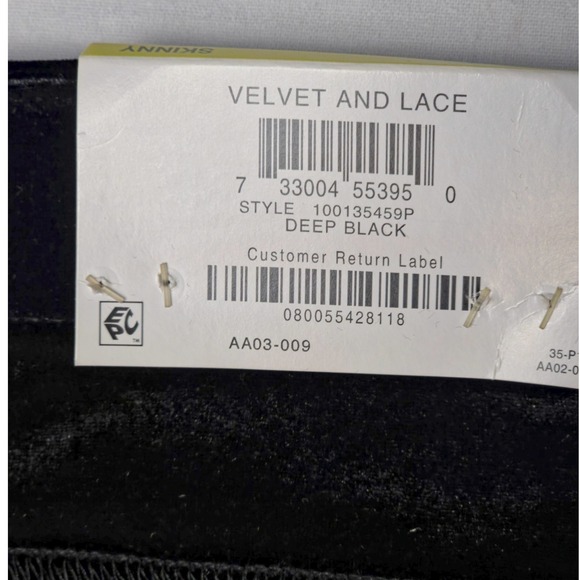 SKINNY
VELVET AND LACE
7 33004 55395 0
STYLE 100135459P
DEEP BLACK
Customer Return Label
080055428118
EPC™
AA03-009
35-P
AA02-0